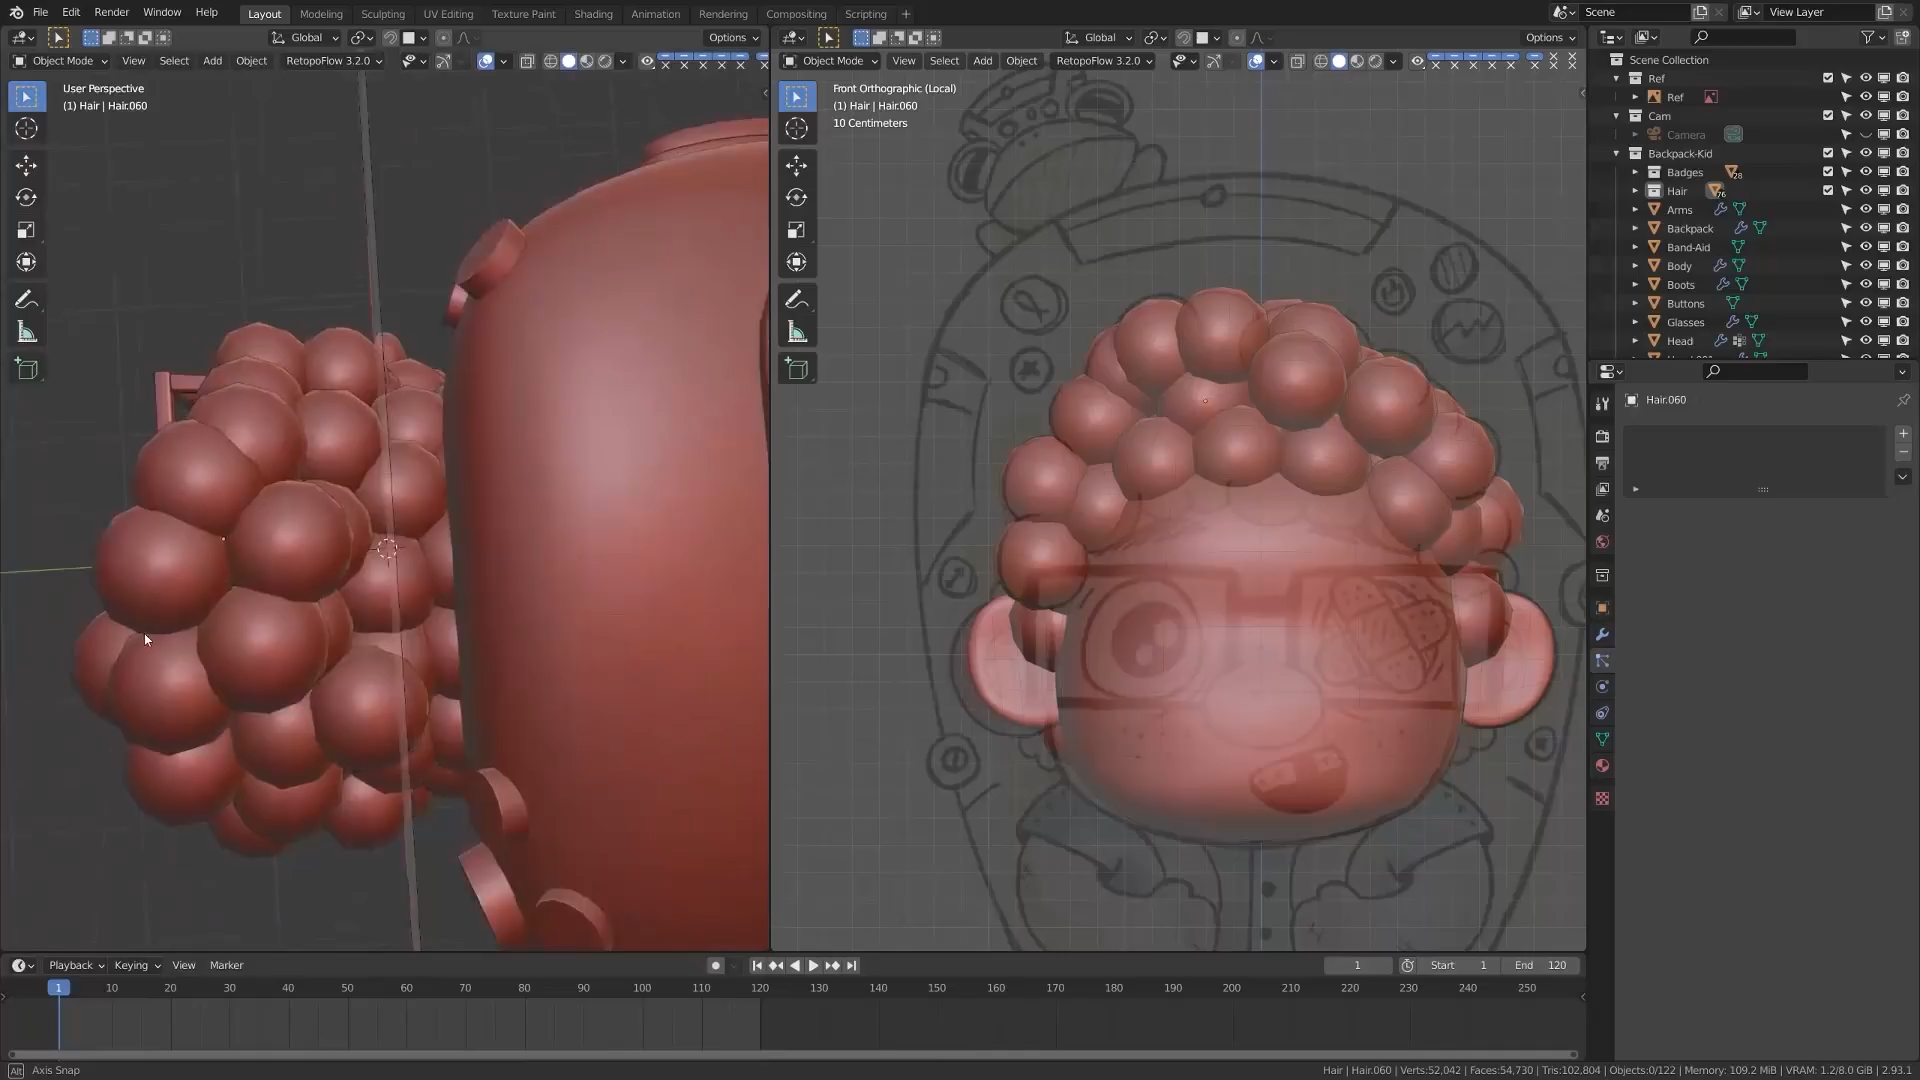 File Edit Render Window Help Layout Modeling Sculpting UV Editing Texture Paint Shading Animation Rendering Compositing Scripting + Scene View Layer
Global Options
Object Mode View Select Add Object RetopoFlow 3.2.0
User Perspective
(1) Hair | Hair.060
Global Options
Object Mode View Select Add Object RetopoFlow 3.2.0
Front Orthographic (Local)
(1) Hair | Hair.060
10 Centimeters
Scene Collection
Ref
Ref
Cam
Camera
Backpack-Kid
Badges 28
Hair 76
Arms
Backpack
Band-Aid
Body
Boots
Buttons
Glasses
Head
Hair.060
Playback Keying View Marker 1 Start 1 End 120
1 10 20 30 40 50 60 70 80 90 100 110 120 130 140 150 160 170 180 190 200 210 220 230 240 250
Alt Axis Snap
Hair | Hair.060 | Verts:52,042 | Faces:54,730 | Tris:102,804 | Objects:0/122 | Memory: 109.2 MiB | VRAM: 1.2/8.0 GiB | 2.93.1